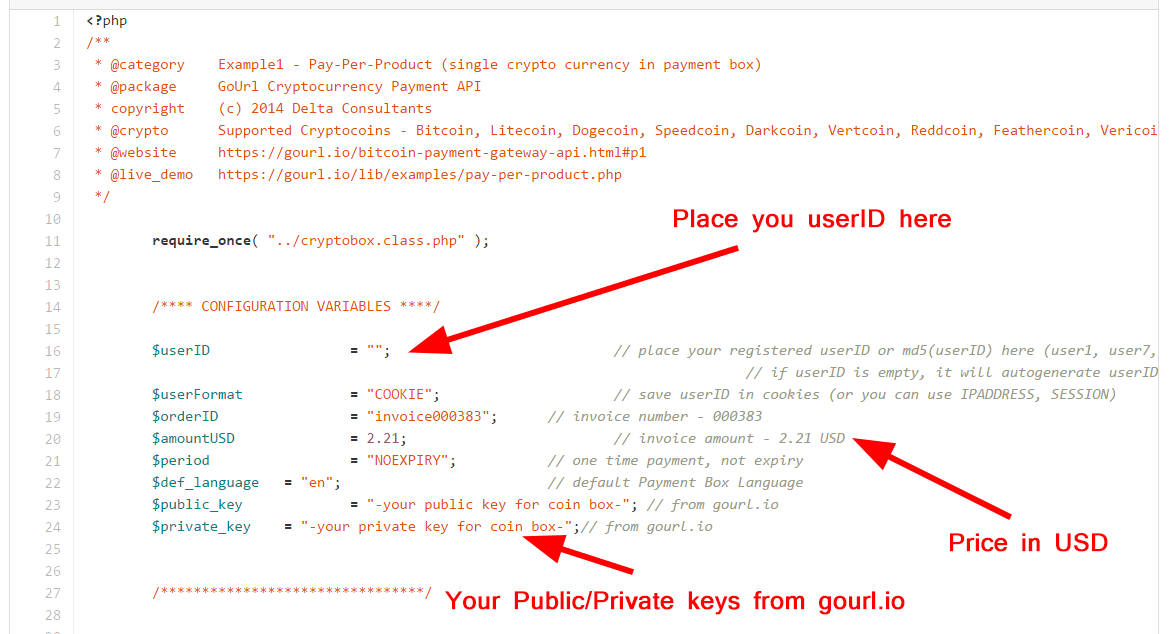 1 <?php
2 /**
3 * @category Example1 - Pay-Per-Product (single crypto currency in payment box)
4 * @package GoUrl Cryptocurrency Payment API
5 * copyright (c) 2014 Delta Consultants
6 * @crypto Supported Cryptocoins - Bitcoin, Litecoin, Dogecoin, Speedcoin, Darkcoin, Vertcoin, Reddcoin, Feathercoin, Vericoi
7 * @website https://gourl.io/bitcoin-payment-gateway-api.html#p1
8 * @live_demo https://gourl.io/lib/examples/pay-per-product.php
9 */
10
Place you userID here
11 require_once( "../cryptobox.class.php" );
12
13
14 /**** CONFIGURATION VARIABLES ****/
15
16 $userID = ""; // place your registered userID or md5(userID) here (user1, user7,
17 // if userID is empty, it will autogenerate userID
18 $userFormat = "COOKIE"; // save userID in cookies (or you can use IPADDRESS, SESSION)
19 $orderID = "invoice000383"; // invoice number - 000383
20 $amountUSD = 2.21; // invoice amount - 2.21 USD
21 $period = "NOEXPIRY"; // one time payment, not expiry
22 $def_language = "en"; // default Payment Box Language
23 $public_key = "-your public key for coin box-"; // from gourl.io
24 $private_key = "-your private key for coin box-";// from gourl.io
25
Price in USD
26
27 /********************************/
Your Public/Private keys from gourl.io
28